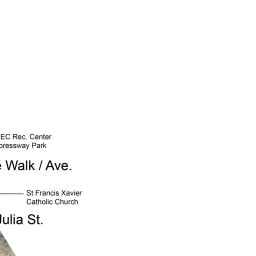 EC Rec. Center
pressway Park
Walk / Ave.
St Francis Xavier
Catholic Church
Julia St.